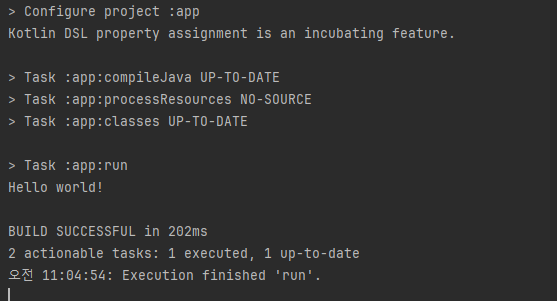 > Configure project :app
Kotlin DSL property assignment is an incubating feature.
> Task :app:compileJava UP-TO-DATE
> Task :app:processResources NO-SOURCE
> Task :app:classes UP-TO-DATE
> Task :app:run
Hello world!
BUILD SUCCESSFUL in 202ms
2 actionable tasks: 1 executed, 1 up-to-date
오전 11:04:54: Execution finished 'run'.